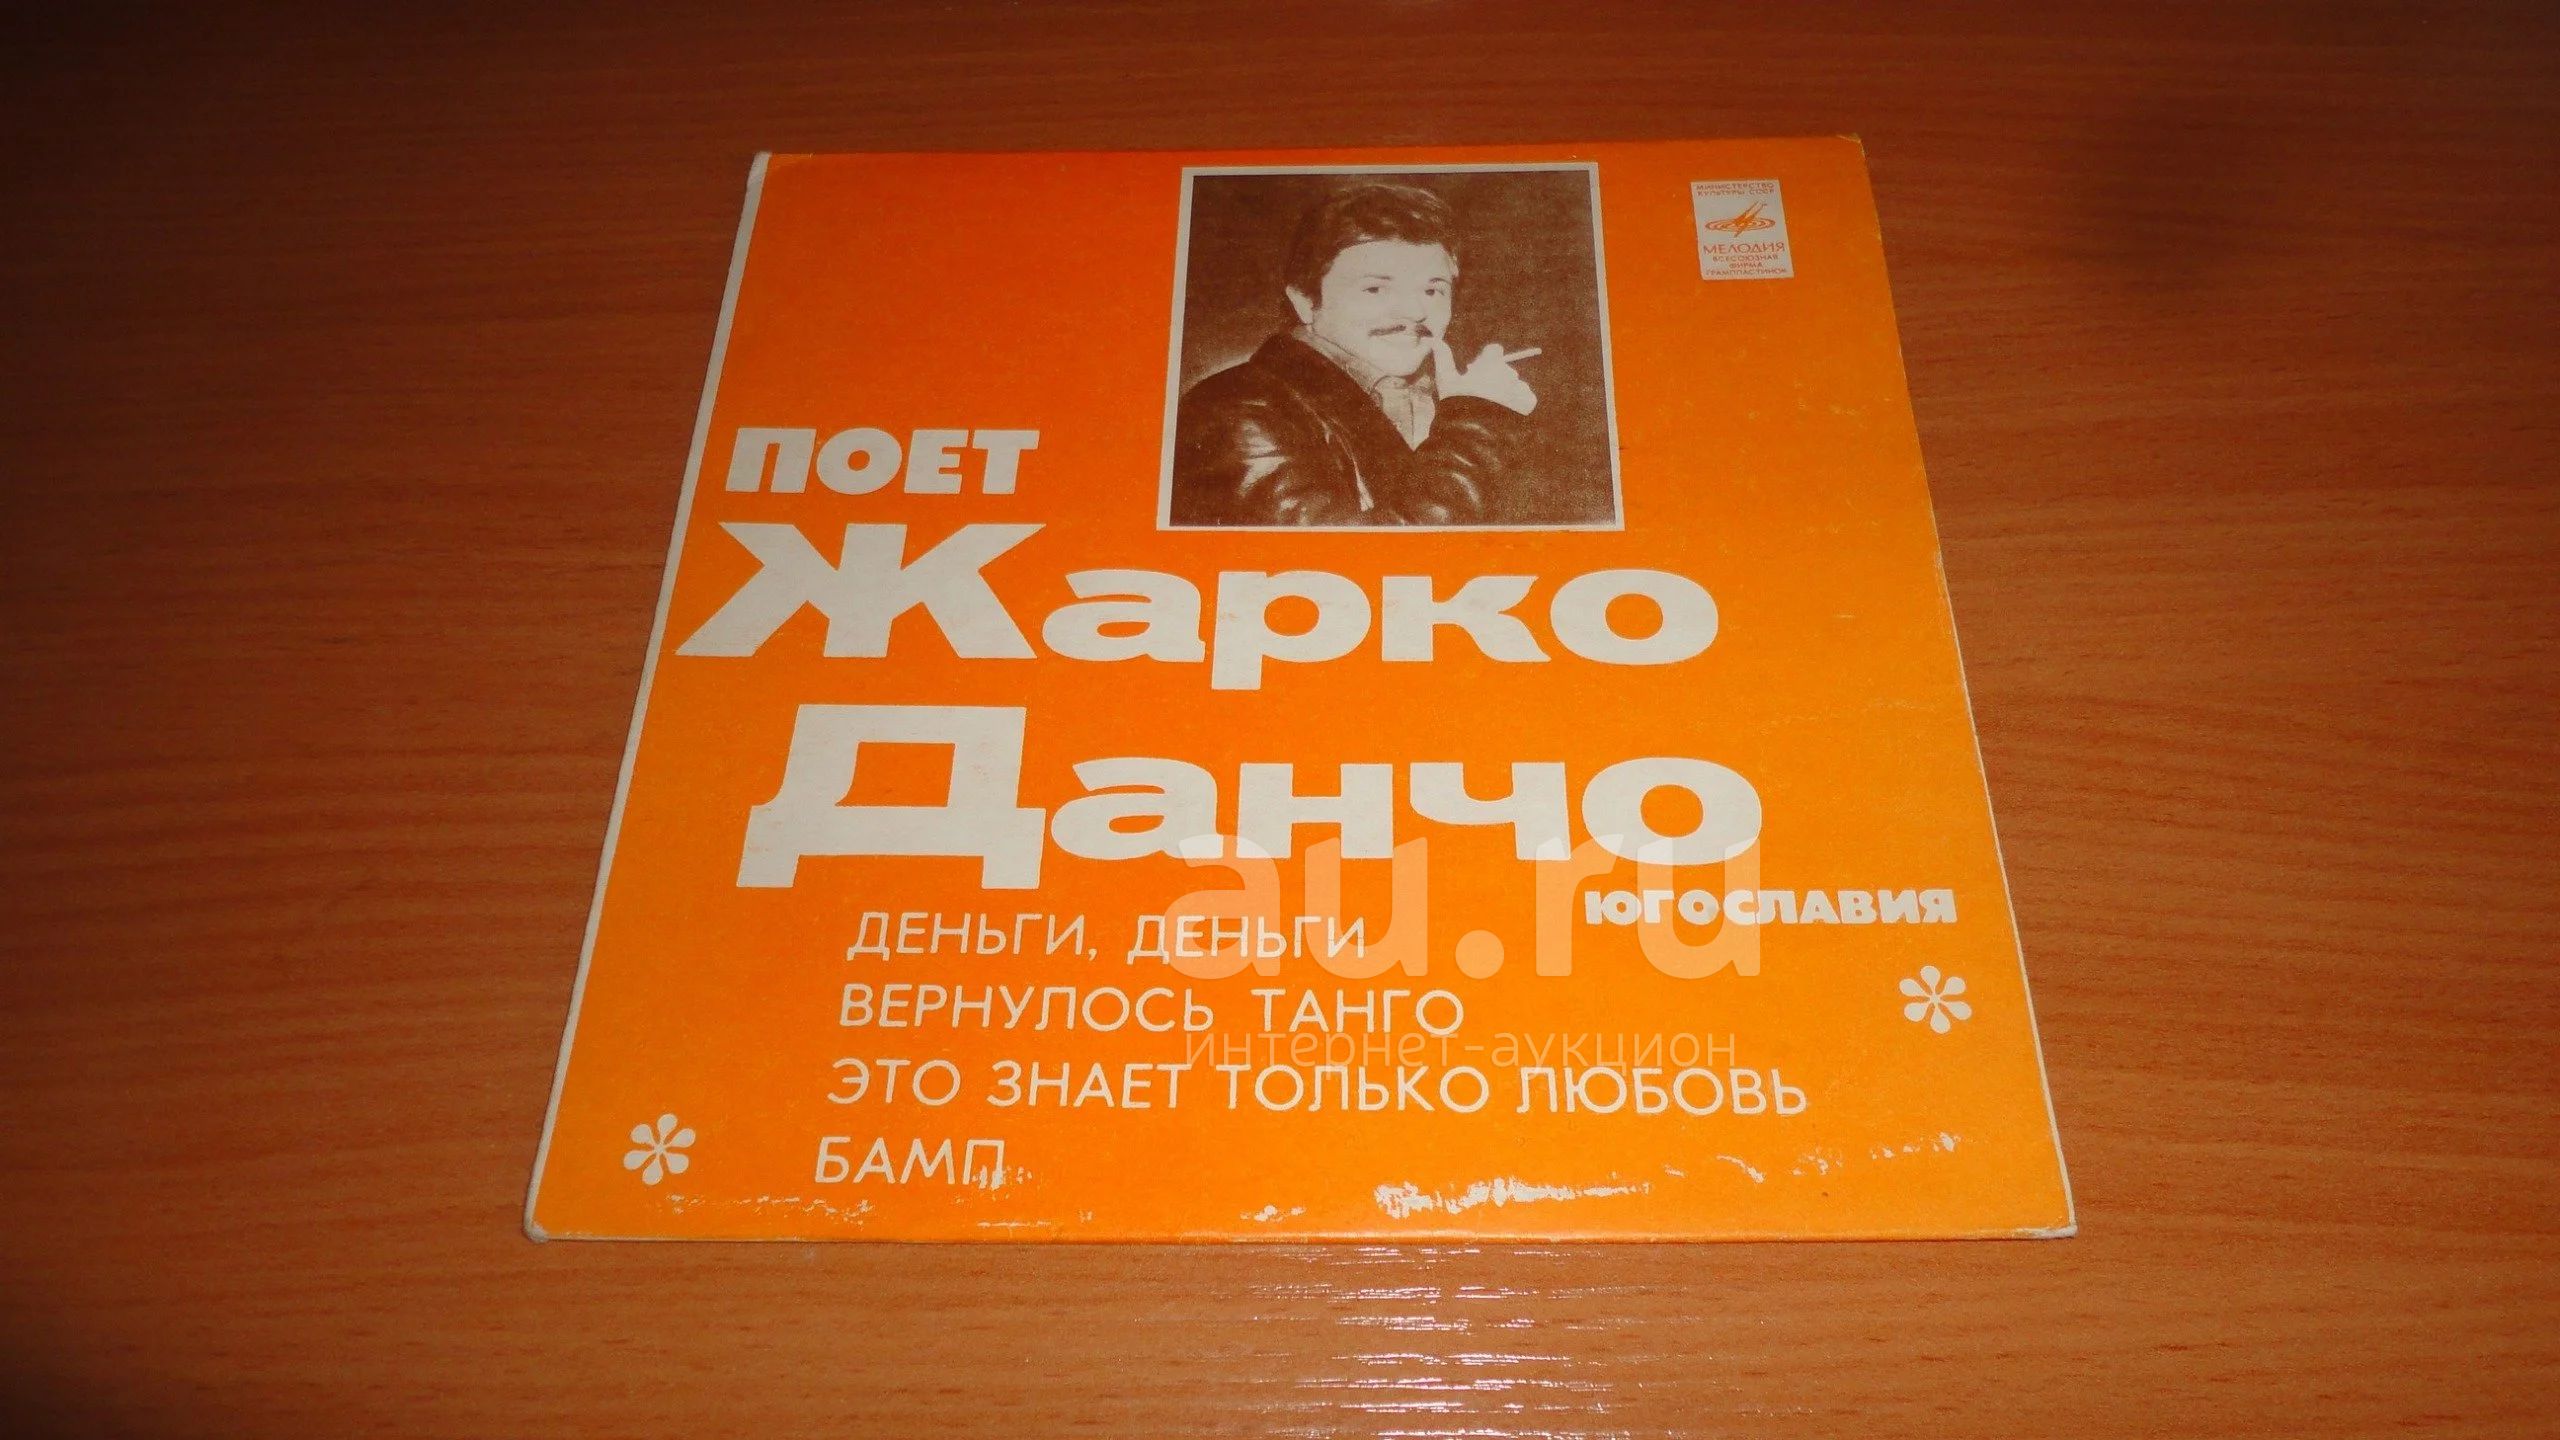 МИНИСТЕРСТВО
КУЛЬТУРЫ СССР
МЕЛОДИЯ
ВСЕСОЮЗНАЯ
ФИРМА
ГРАМПЛАСТИНОК
ПОЕТ
Жарко
Данчо
ЮГОСЛАВИЯ
ДЕНЬГИ, ДЕНЬГИ
ВЕРНУЛОСЬ ТАНГО
ЭТО ЗНАЕТ ТОЛЬКО ЛЮБОВЬ
БАМП
au.ru
интернет-аукцион